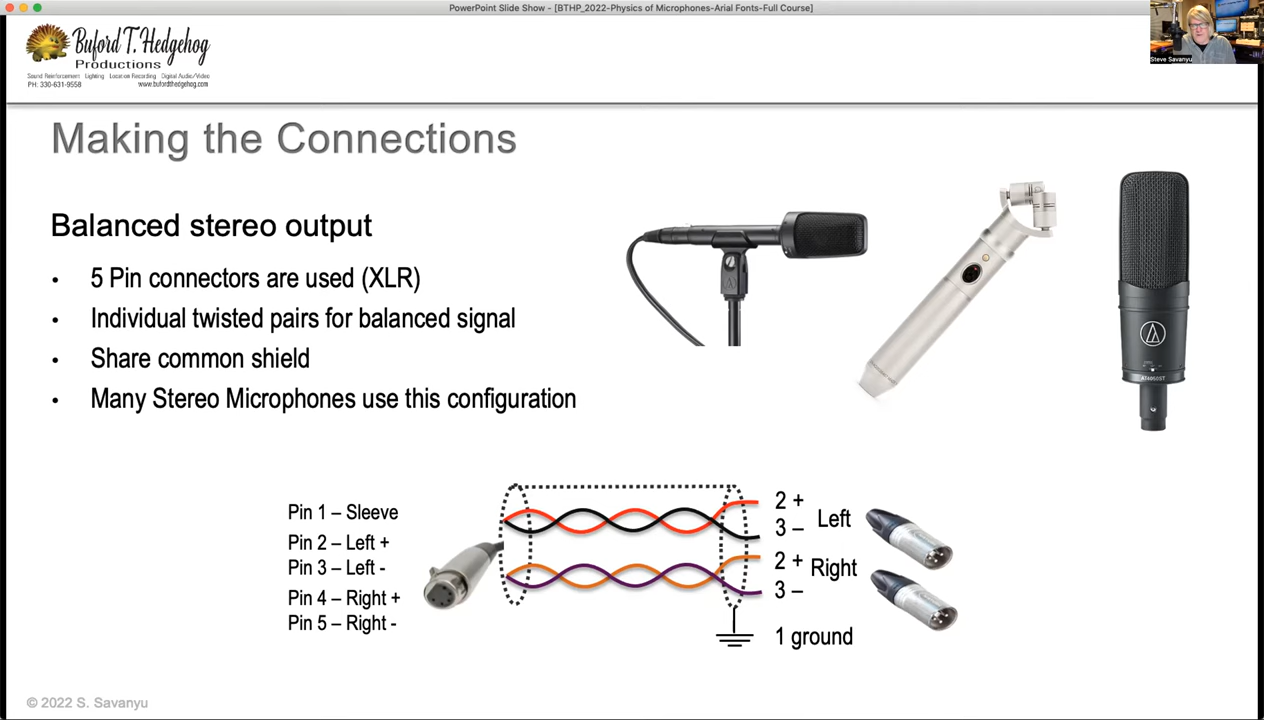 PowerPoint Slide Show - [BTHP_2022-Physics of Microphones-Arial Fonts-Full Course]
Buford T. Hedgehog
Productions
Sound Reinforcement Lighting Location Recording Digital Audio/Video
PH: 330-631-9558 www.bufordthedgehog.com
Steve Savanyu
Making the Connections
Balanced stereo output
• 5 Pin connectors are used (XLR)
• Individual twisted pairs for balanced signal
• Share common shield
• Many Stereo Microphones use this configuration
AT4050ST
Pin 1 – Sleeve
Pin 2 – Left +
Pin 3 – Left -
Pin 4 – Right +
Pin 5 – Right -
2 +
Left
3 –
2 +
Right
3 –
1 ground
© 2022 S. Savanyu